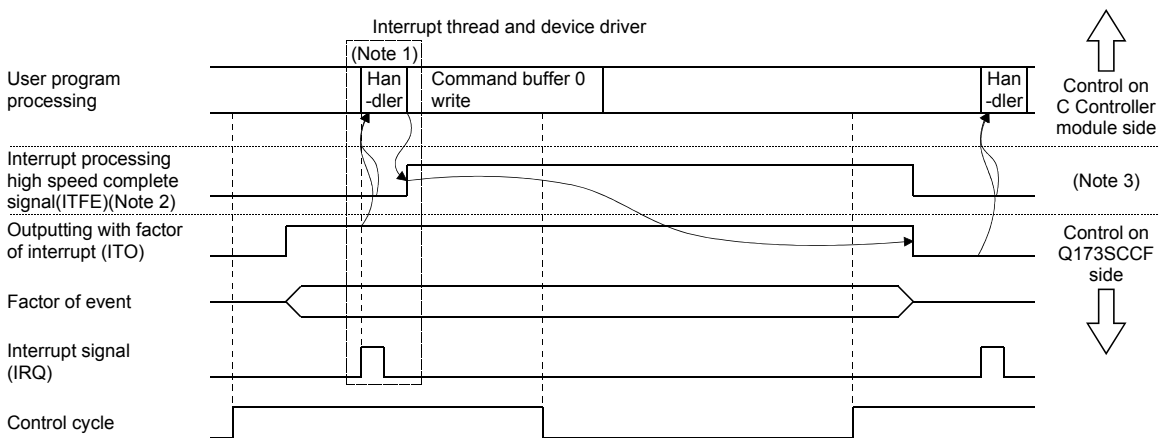 Interrupt thread and device driver
(Note 1)
User program
processing
Han
-dler
Command buffer 0
write
Han
-dler
Control on
C Controller
module side
Interrupt processing
high speed complete
signal(ITFE)(Note 2)
(Note 3)
Outputting with factor
of interrupt (ITO)
Control on
Q173SCCF
side
Factor of event
Interrupt signal
(IRQ)
Control cycle